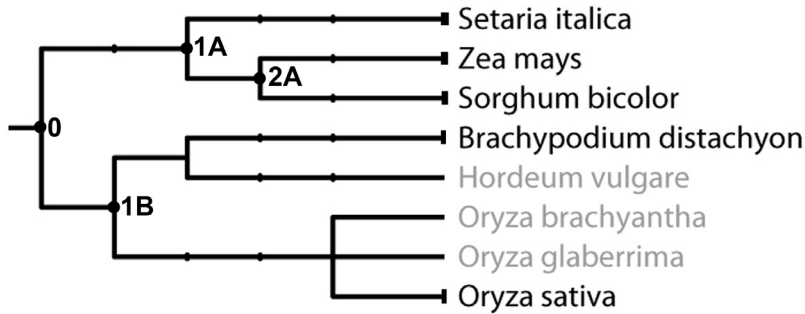 Setaria italica
1A
Zea mays
2A
Sorghum bicolor
0
Brachypodium distachyon
Hordeum vulgare
1B
Oryza brachyantha
Oryza glaberrima
Oryza sativa